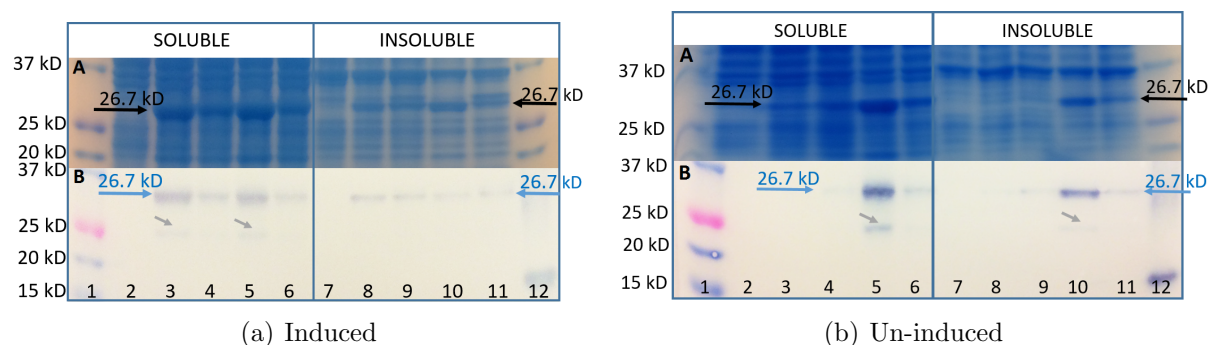 SOLUBLE INSOLUBLE
37 kD A
26.7 kD 26.7 kD
25 kD
20 kD
37 kD B
26.7 kD 26.7 kD
25 kD
20 kD
15 kD 1 2 3 4 5 6 7 8 9 10 11 12
(a) Induced
SOLUBLE INSOLUBLE
A
37 kD
26.7 kD 26.7 kD
25 kD
37 kD B
26.7 kD 26.7 kD
25 kD
20 kD
15 kD 1 2 3 4 5 6 7 8 9 10 11 12
(b) Un-induced